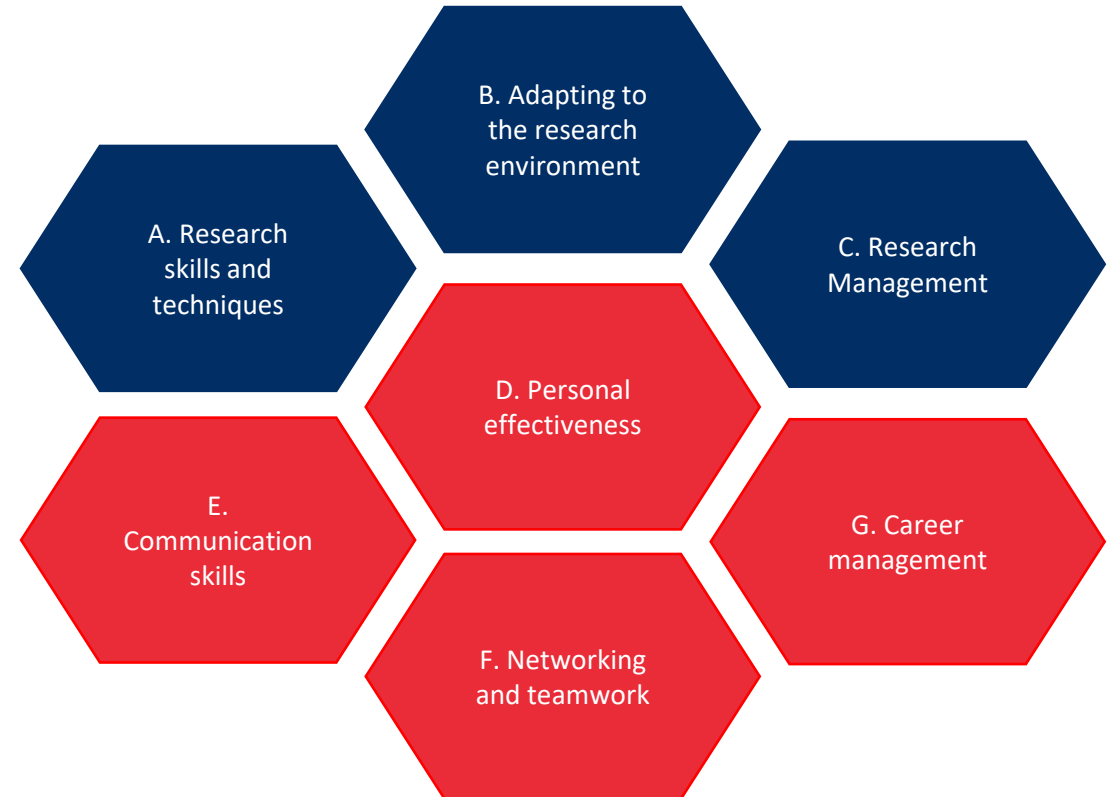 A. Research
skills and
techniques
B. Adapting to
the research
environment
C. Research
Management
D. Personal
effectiveness
E.
Communication
skills
F. Networking
and teamwork
G. Career
management